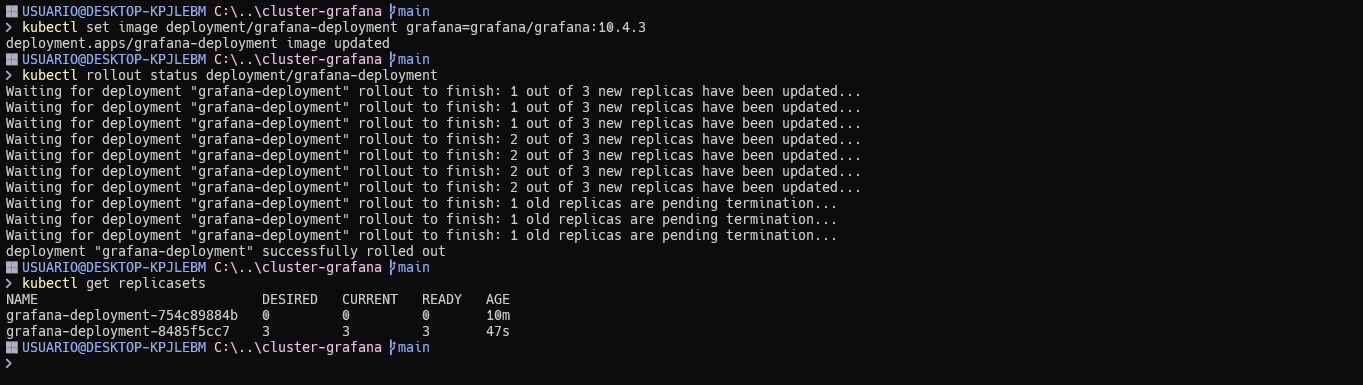 USUARIO@DESKTOP-KPJLEBM C:\..\cluster-grafana main
> kubectl set image deployment/grafana-deployment grafana=grafana/grafana:10.4.3
deployment.apps/grafana-deployment image updated
USUARIO@DESKTOP-KPJLEBM C:\..\cluster-grafana main
> kubectl rollout status deployment/grafana-deployment
Waiting for deployment "grafana-deployment" rollout to finish: 1 out of 3 new replicas have been updated...
Waiting for deployment "grafana-deployment" rollout to finish: 1 out of 3 new replicas have been updated...
Waiting for deployment "grafana-deployment" rollout to finish: 1 out of 3 new replicas have been updated...
Waiting for deployment "grafana-deployment" rollout to finish: 2 out of 3 new replicas have been updated...
Waiting for deployment "grafana-deployment" rollout to finish: 2 out of 3 new replicas have been updated...
Waiting for deployment "grafana-deployment" rollout to finish: 2 out of 3 new replicas have been updated...
Waiting for deployment "grafana-deployment" rollout to finish: 2 out of 3 new replicas have been updated...
Waiting for deployment "grafana-deployment" rollout to finish: 1 old replicas are pending termination...
Waiting for deployment "grafana-deployment" rollout to finish: 1 old replicas are pending termination...
Waiting for deployment "grafana-deployment" rollout to finish: 1 old replicas are pending termination...
deployment "grafana-deployment" successfully rolled out
USUARIO@DESKTOP-KPJLEBM C:\..\cluster-grafana main
> kubectl get replicasets
NAME DESIRED CURRENT READY AGE
grafana-deployment-754c89884b 0 0 0 10m
grafana-deployment-8485f5cc7 3 3 3 47s
USUARIO@DESKTOP-KPJLEBM C:\..\cluster-grafana main
>